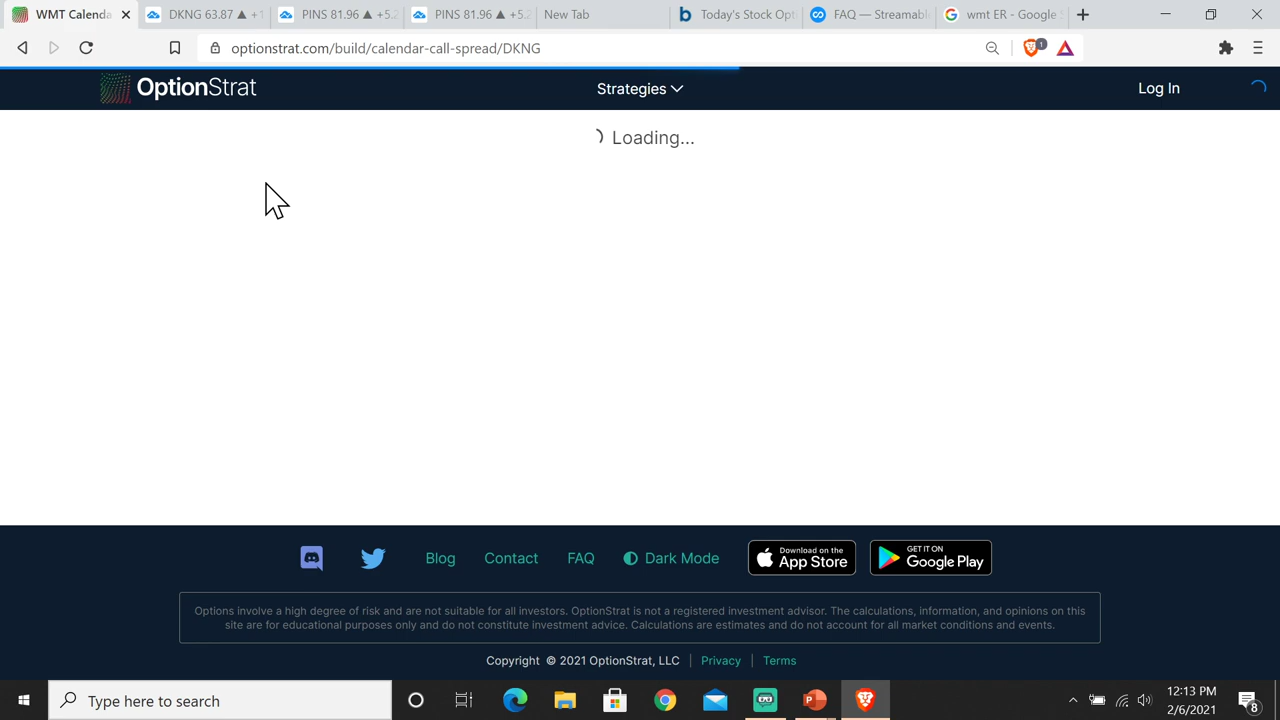 WMT Calenda
DKNG 63.87 ▲ +1
PINS 81.96 ▲ +5.2
PINS 81.96 ▲ +5.2
New Tab
Today's Stock Opti
FAQ — Streamabl
wmt ER - Google S
optionstrat.com/build/calendar-call-spread/DKNG
1
OptionStrat
Strategies
Log In
Loading...
Blog
Contact
FAQ
Dark Mode
Download on the
App Store
GET IT ON
Google Play
Options involve a high degree of risk and are not suitable for all investors. OptionStrat is not a registered investment advisor. The calculations, information, and opinions on this
site are for educational purposes only and do not constitute investment advice. Calculations are estimates and do not account for all market conditions and events.
Copyright © 2021 OptionStrat, LLC | Privacy | Terms
Type here to search
12:13 PM
2/6/2021
8